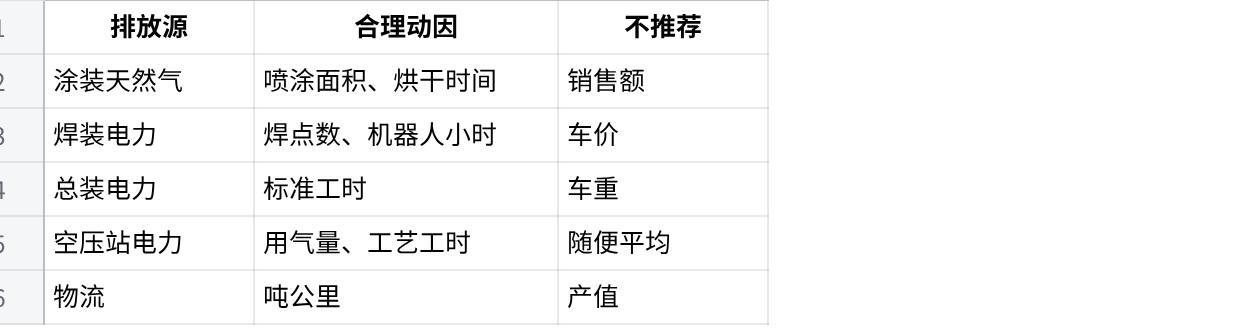 排放源 合理动因 不推荐
2 涂装天然气 喷涂面积、烘干时间 销售额
焊装电力 焊点数、机器人小时 车价
总装电力 标准工时 车重
空压站电力 用气量、工艺工时 随便平均
物流 吨公里 产值